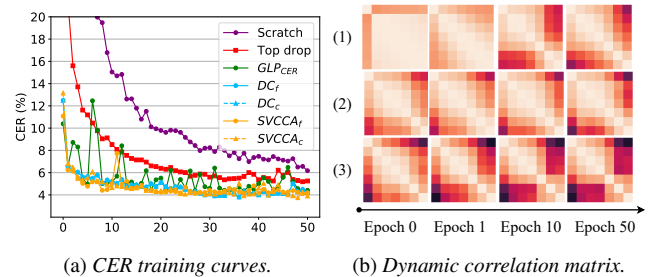 20
18
16
14
12
10
8
6
4
CER (%)
0
10
20
30
40
50
Scratch
Top drop
GLP_CER
DC_f
DC_c
SVCCA_f
SVCCA_c
(a) CER training curves.
(1)
(2)
(3)
Epoch 0 Epoch 1 Epoch 10 Epoch 50
(b) Dynamic correlation matrix.